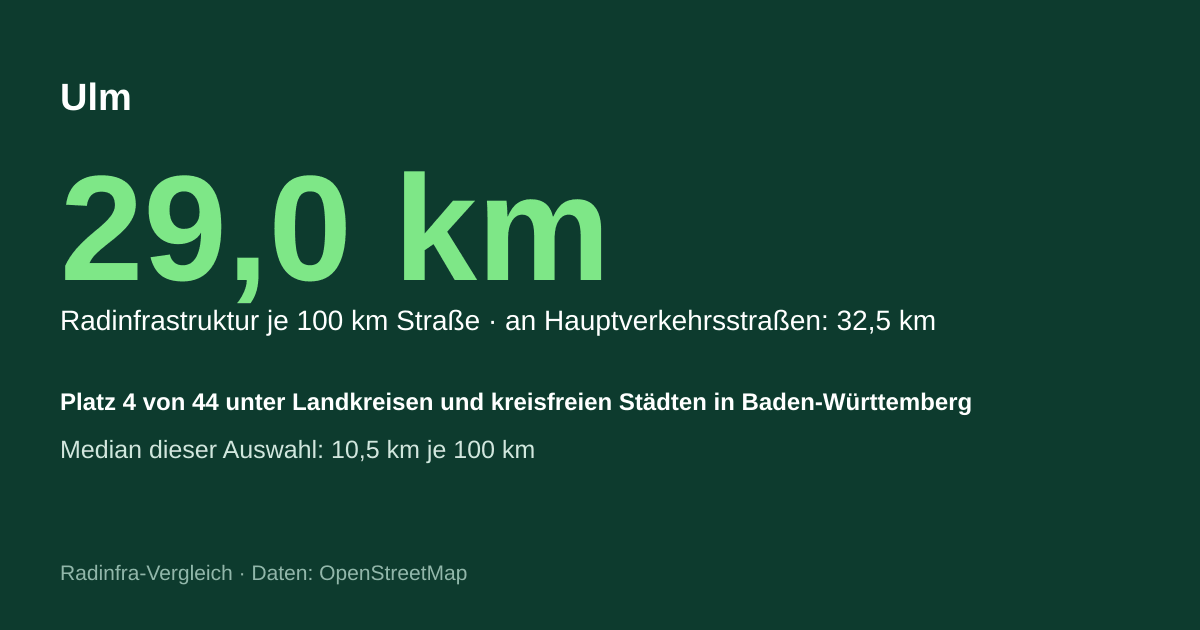 Ulm
29,0 km
Radinfrastruktur je 100 km Straße · an Hauptverkehrsstraßen: 32,5 km
Platz 4 von 44 unter Landkreisen und kreisfreien Städten in Baden-Württemberg
Median dieser Auswahl: 10,5 km je 100 km
Radinfra-Vergleich · Daten: OpenStreetMap